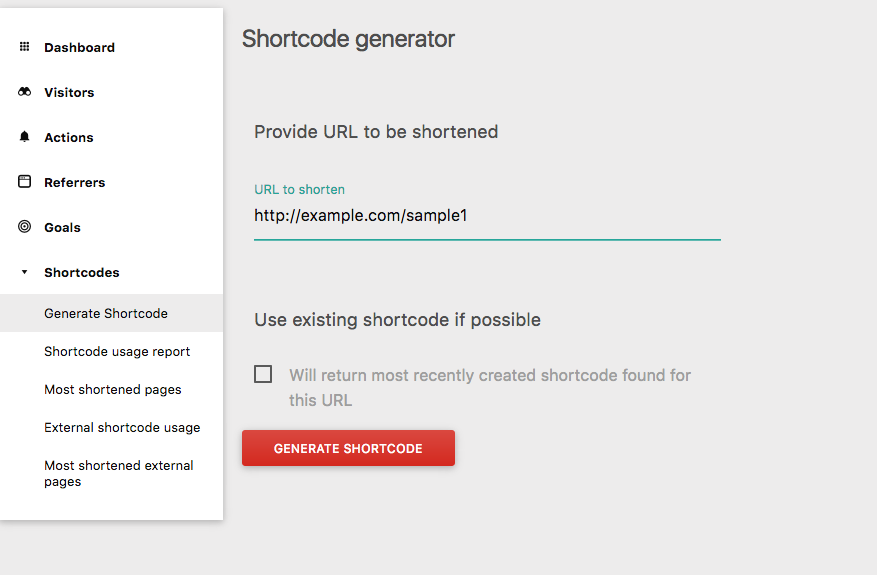 Dashboard
Visitors
Actions
Referrers
Goals
Shortcodes
Generate Shortcode
Shortcode usage report
Most shortened pages
External shortcode usage
Most shortened external
pages
Shortcode generator
Provide URL to be shortened
URL to shorten
http://example.com/sample1
Use existing shortcode if possible
Will return most recently created shortcode found for
this URL
GENERATE SHORTCODE